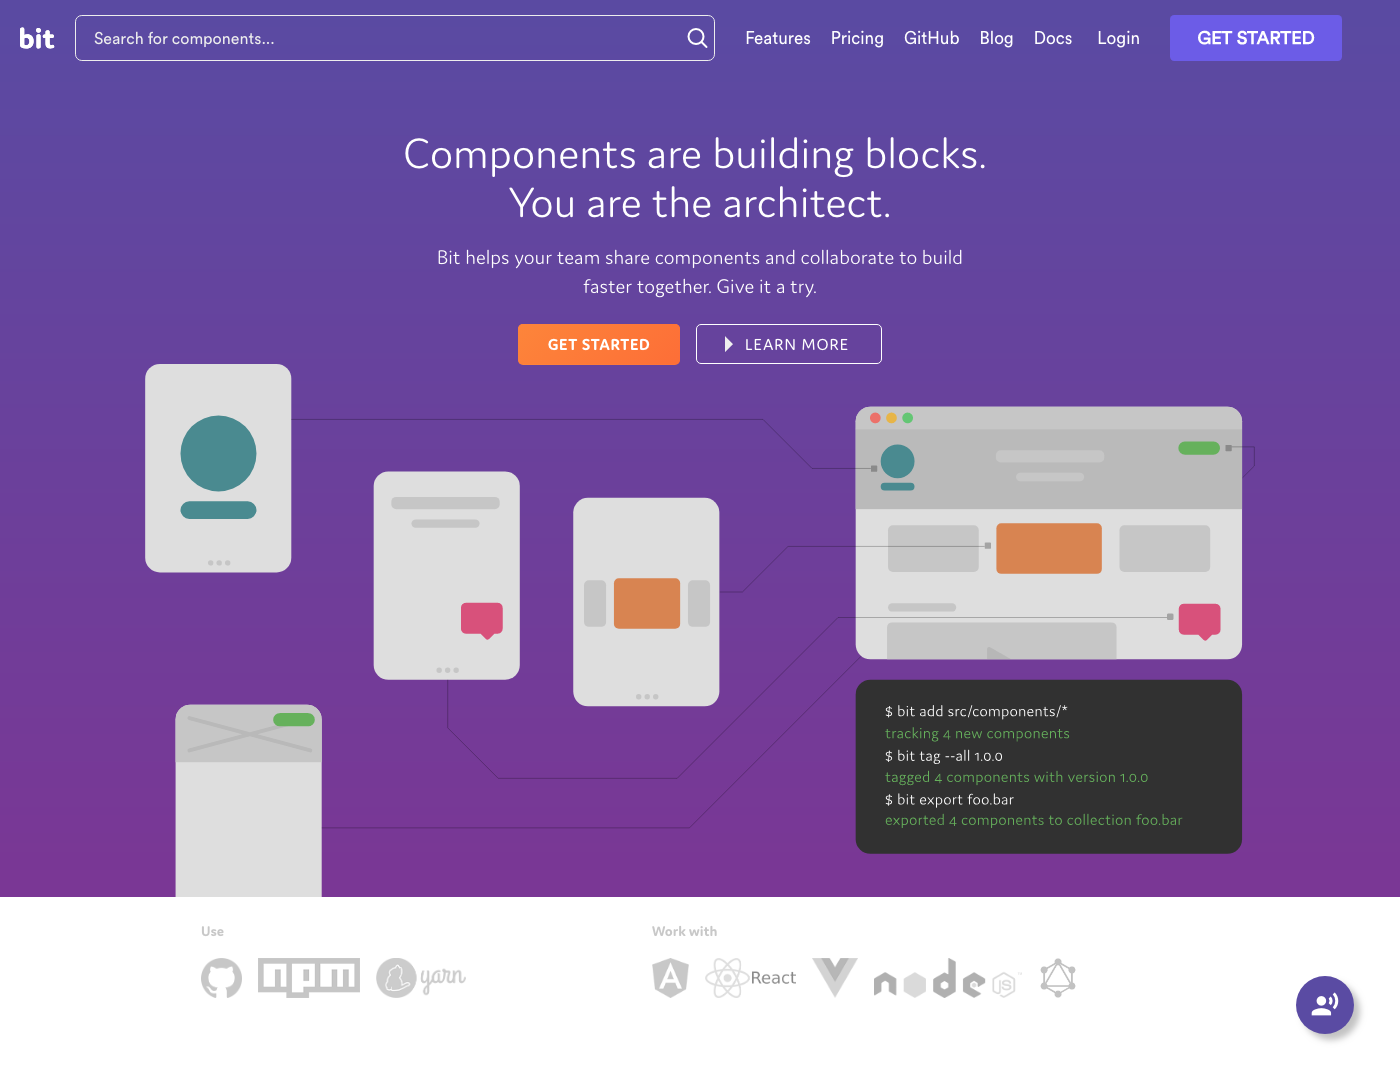 bit
Search for components...
Features
Pricing
GitHub
Blog
Docs
Login
GET STARTED
Components are building blocks.
You are the architect.
Bit helps your team share components and collaborate to build
faster together. Give it a try.
GET STARTED
LEARN MORE
$ bit add src/components/*
tracking 4 new components
$ bit tag --all 1.0.0
tagged 4 components with version 1.0.0
$ bit export foo.bar
exported 4 components to collection foo.bar
Use
Work with
npm
yarn
React
node
JS